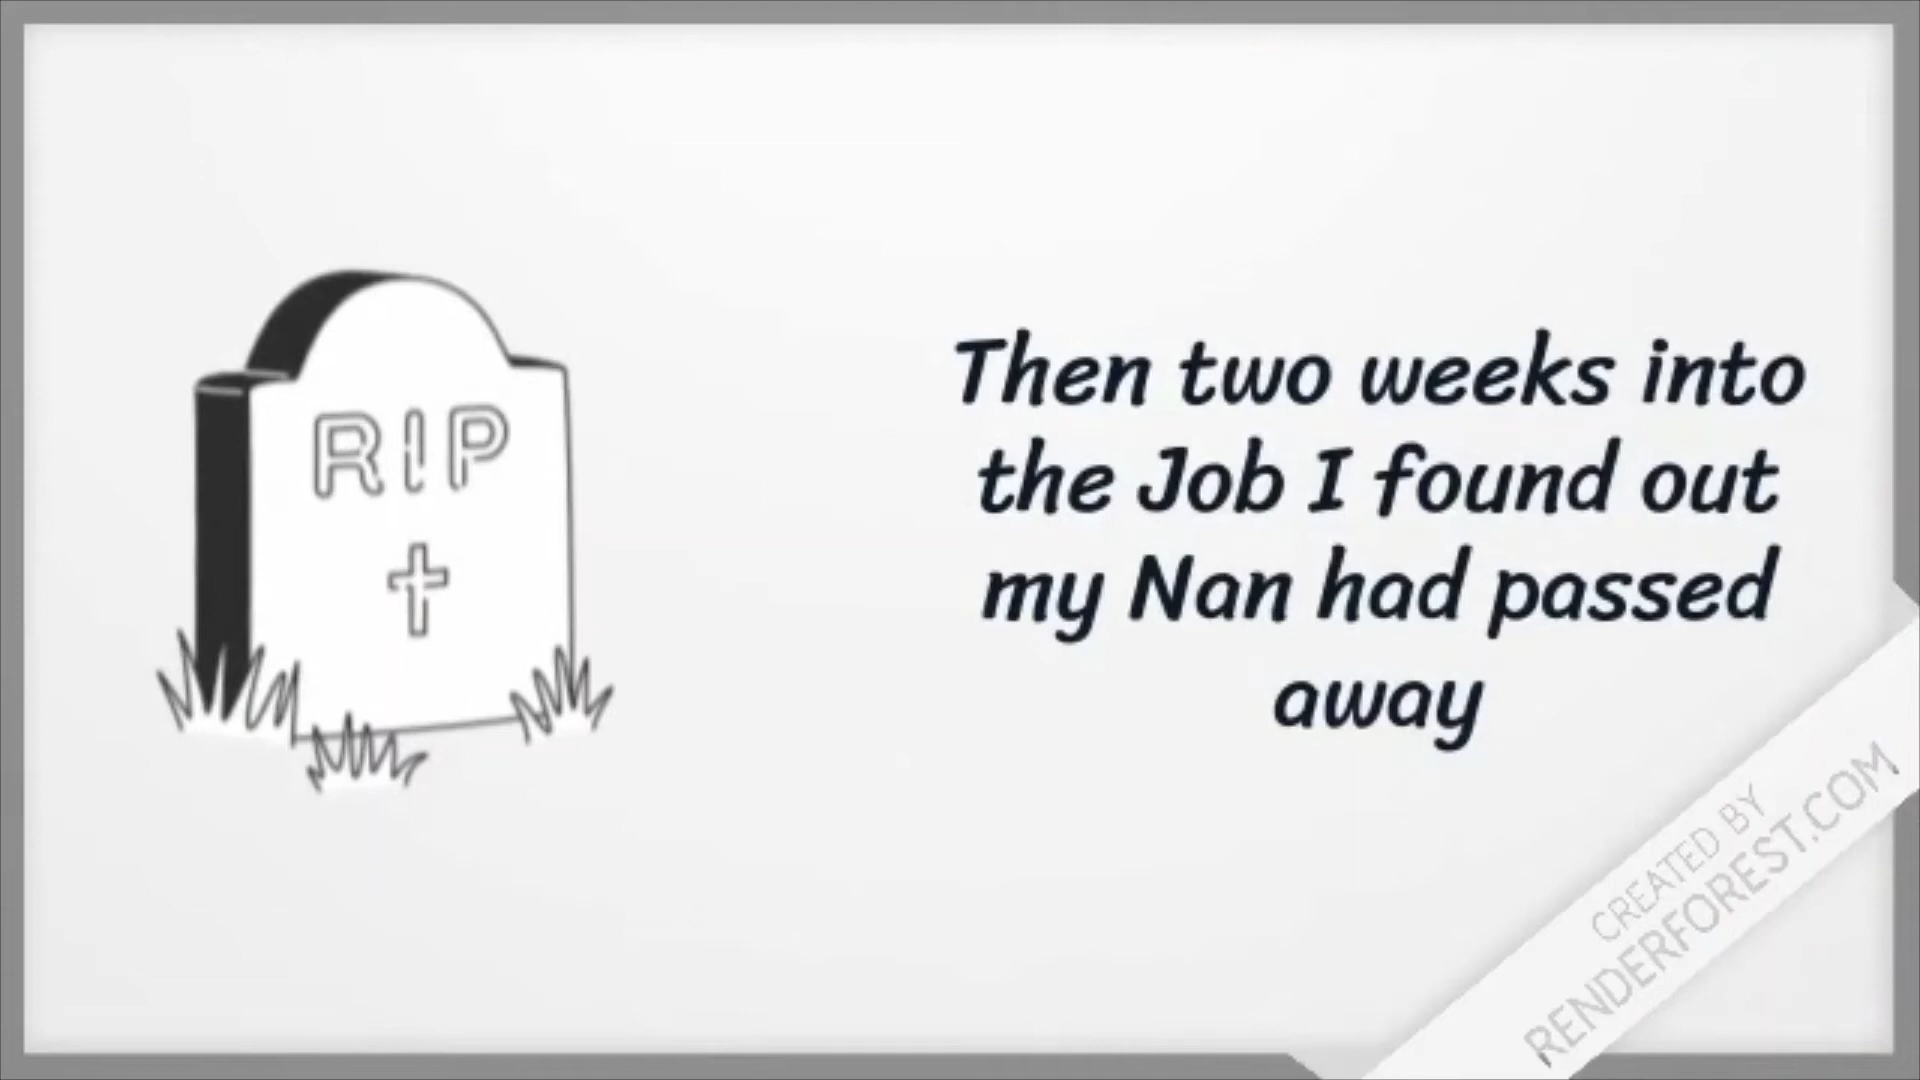 RIP
Then two weeks into
the Job I found out
my Nan had passed
away
CREATED BY
RENDERFOREST.COM